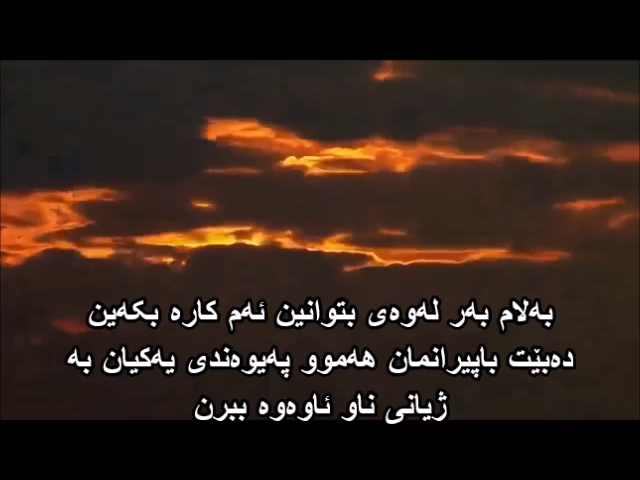 بەلام بەر لەوەی بتوانین ئەم کارە بکەین
دەبێت باپیرانمان هەموو پەیوەندی یەکیان بە
ژیانی ناو ئاوەوە ببرن